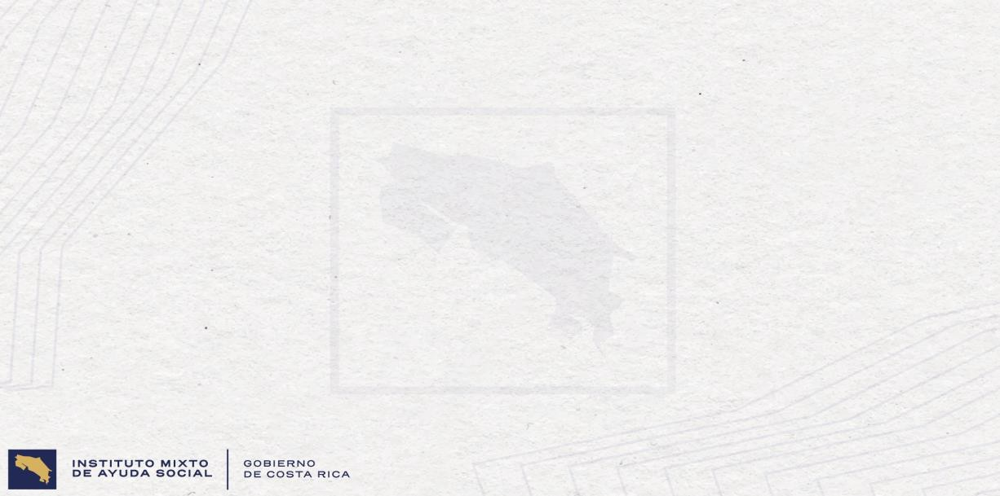 INSTITUTO MIXTO
DE AYUDA SOCIAL
GOBIERNO
DE COSTA RICA